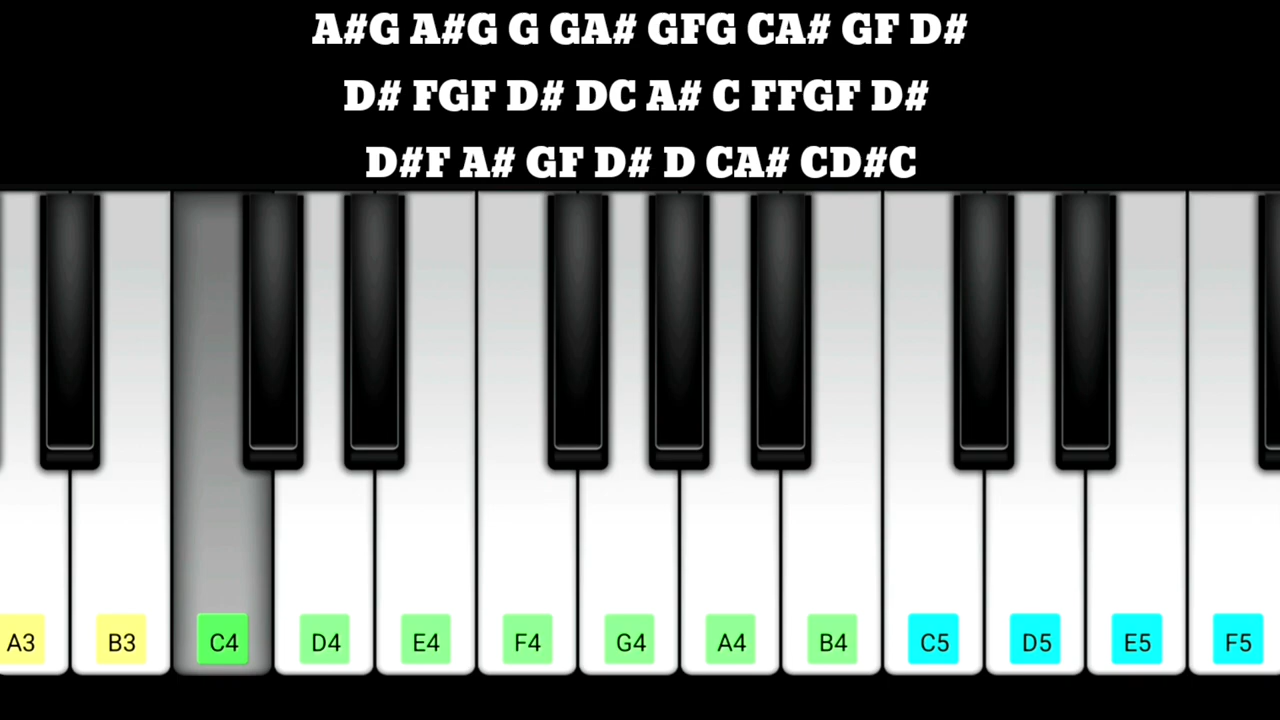 A#G A#G G GA# GFG CA# GF D#
D# FGF D# DC A# C FFGF D#
D#F A# GF D# D CA# CD#C
A3 B3 C4 D4 E4 F4 G4 A4 B4 C5 D5 E5 F5